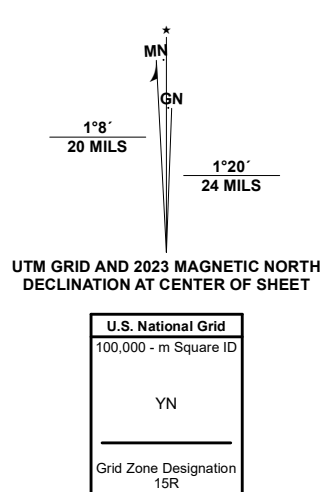 MN
GN
1°8´
20 MILS
1°20´
24 MILS
UTM GRID AND 2023 MAGNETIC NORTH
DECLINATION AT CENTER OF SHEET
U.S. National Grid
100,000 - m Square ID
YN
Grid Zone Designation
15R